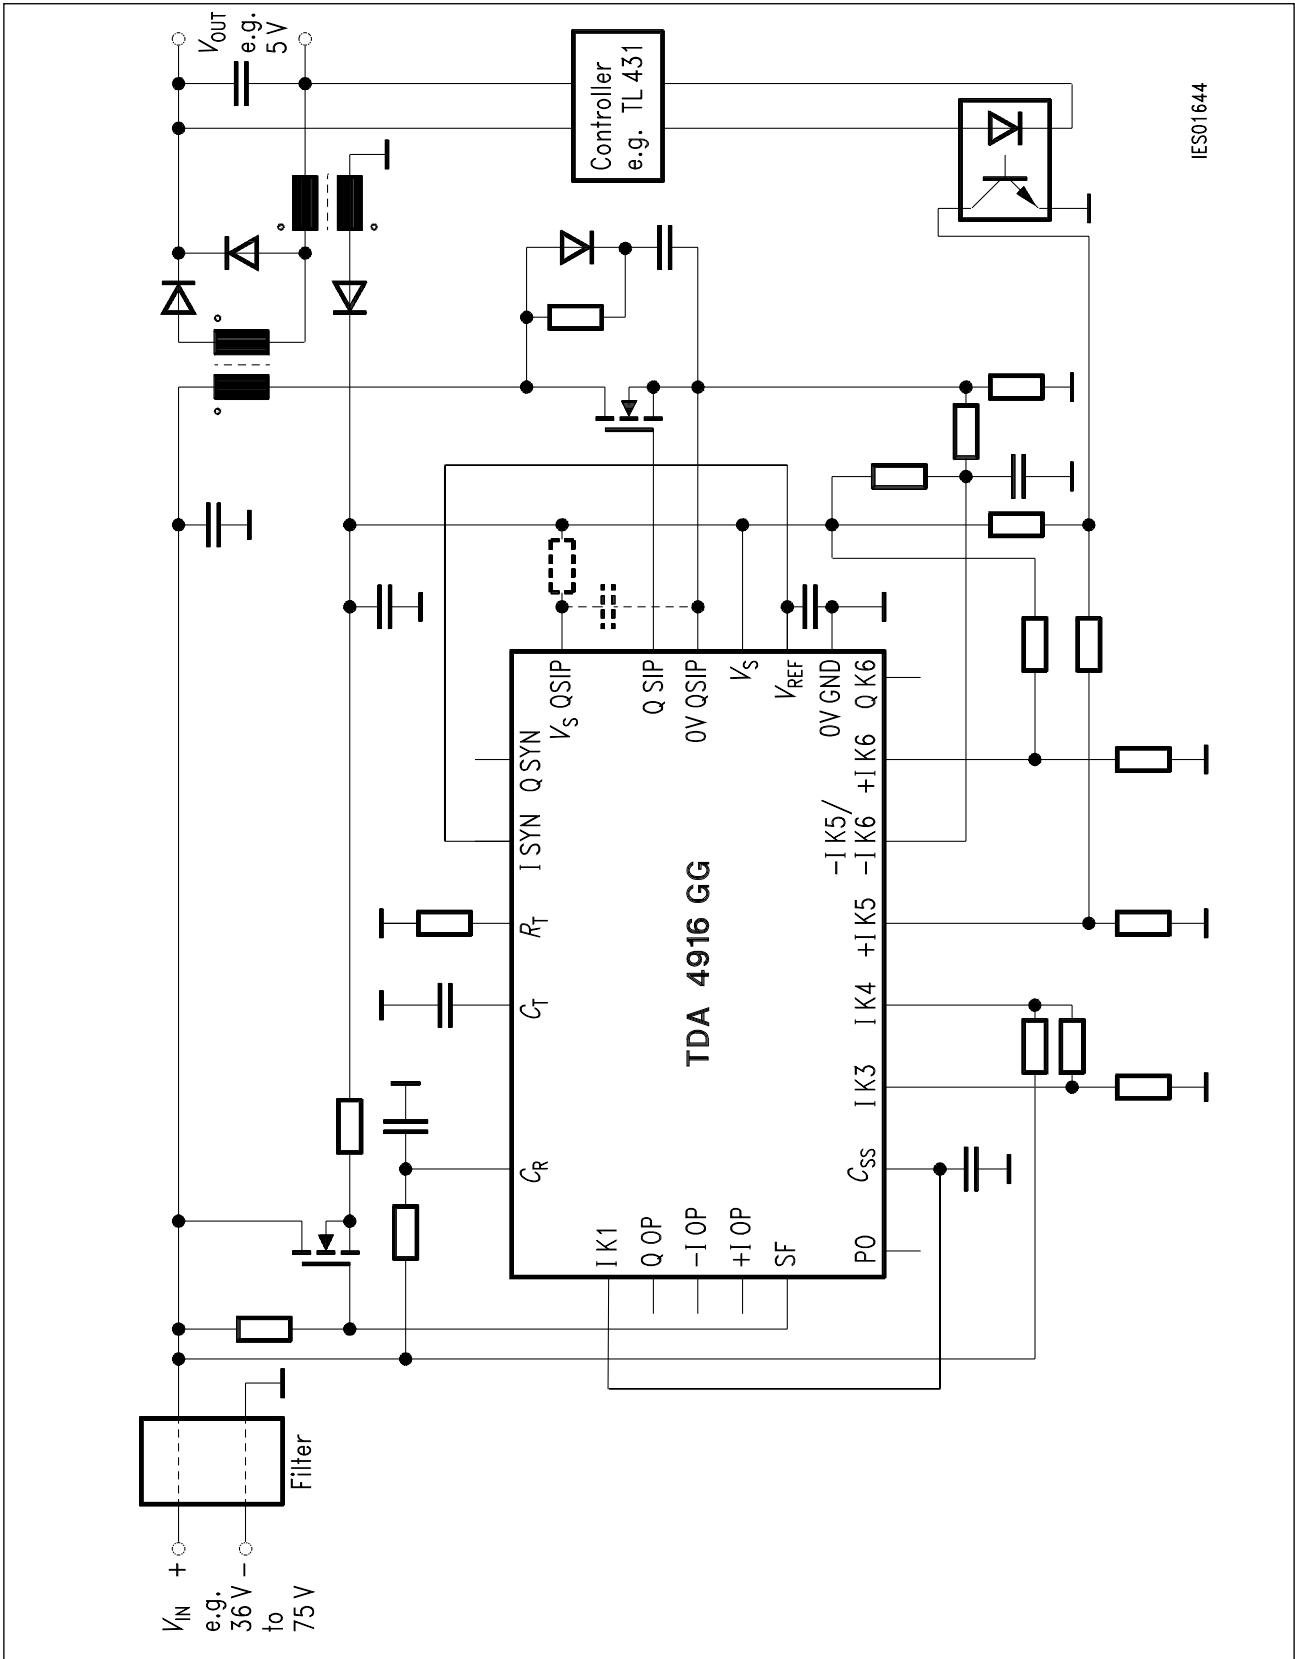 V_IN
+
e.g.
36 V
–
to
75 V
Filter
V_OUT
e.g.
5 V
Controller
e.g. TL 431
TDA 4916 GG
I K1
Q OP
–I OP
+I OP
SF
C_R
C_T
R_T
I SYN
Q SYN
V_S QSIP
Q SIP
0V QSIP
V_S
V_REF
0V GND
PO
C_SS
I K3
I K4
+I K5
–I K5/
–I K6
+I K6
Q K6
IES01644